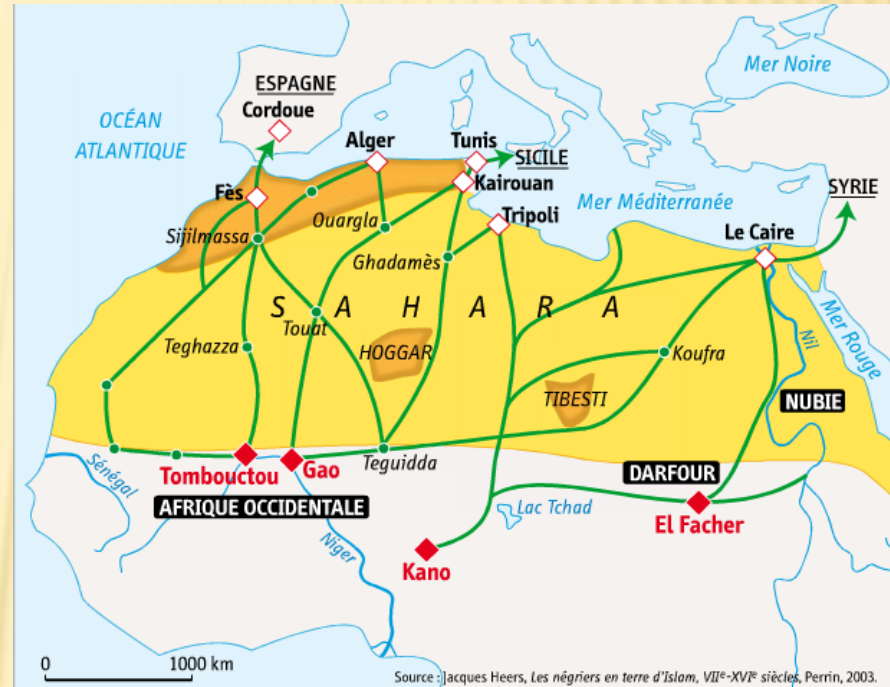 Mer Noire
ESPAGNE
Cordoue
OCÉAN
ATLANTIQUE
Alger
Tunis
SICILE
Fès
Kairouan
SYRIE
Mer Méditerranée
Ouargla
Tripoli
Sijilmassa
Le Caire
Ghadamès
SAHARA
Mer Rouge
Touat
Nil
Teghazza
HOGGAR
Koufra
TIBESTI
NUBIE
Sénégal
Tombouctou
Gao
Teguidda
DARFOUR
AFRIQUE OCCIDENTALE
Lac Tchad
El Facher
Niger
Kano
0 1000 km
Source : Jacques Heers, Les négriers en terre d'Islam, VIIe-XVIe siècles, Perrin, 2003.